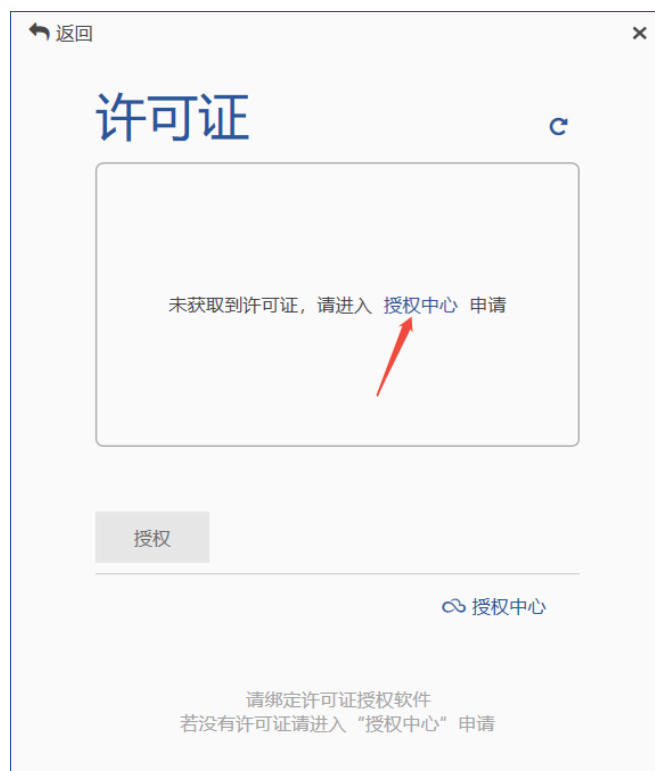 返回
许可证
未获取到许可证，请进入 授权中心 申请
授权
授权中心
请绑定许可证授权软件
若没有许可证请进入“授权中心”申请